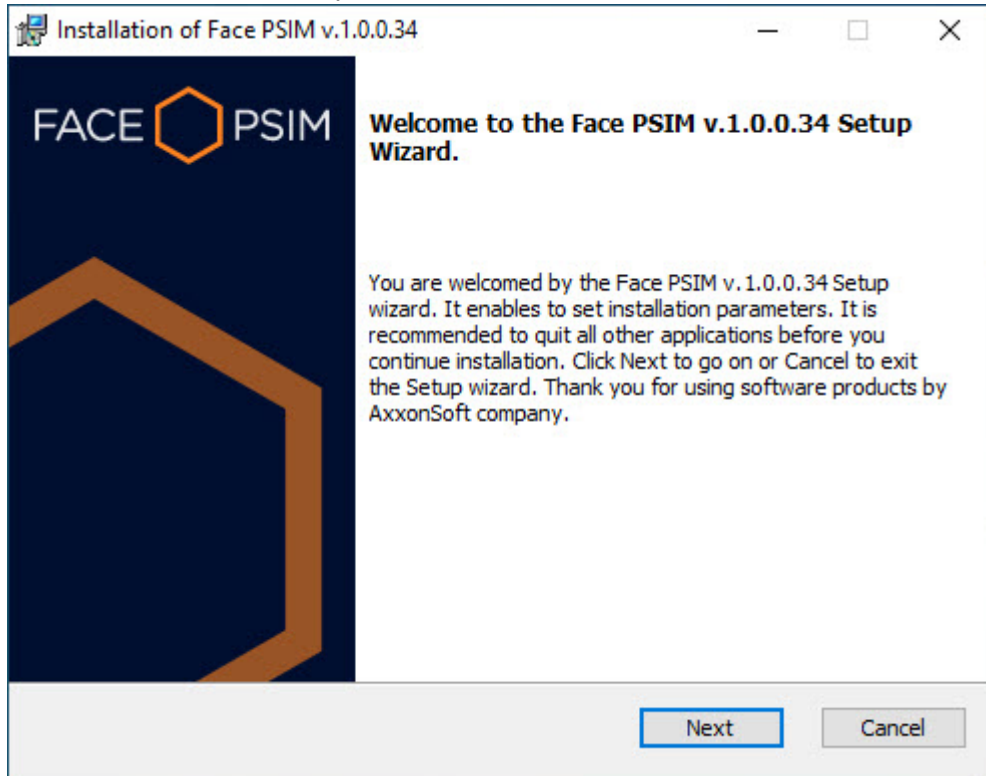 Installation of Face PSIM v.1.0.0.34
FACE PSIM
Welcome to the Face PSIM v.1.0.0.34 Setup
Wizard.
You are welcomed by the Face PSIM v.1.0.0.34 Setup
wizard. It enables to set installation parameters. It is
recommended to quit all other applications before you
continue installation. Click Next to go on or Cancel to exit
the Setup wizard. Thank you for using software products by
AxxonSoft company.
Next Cancel